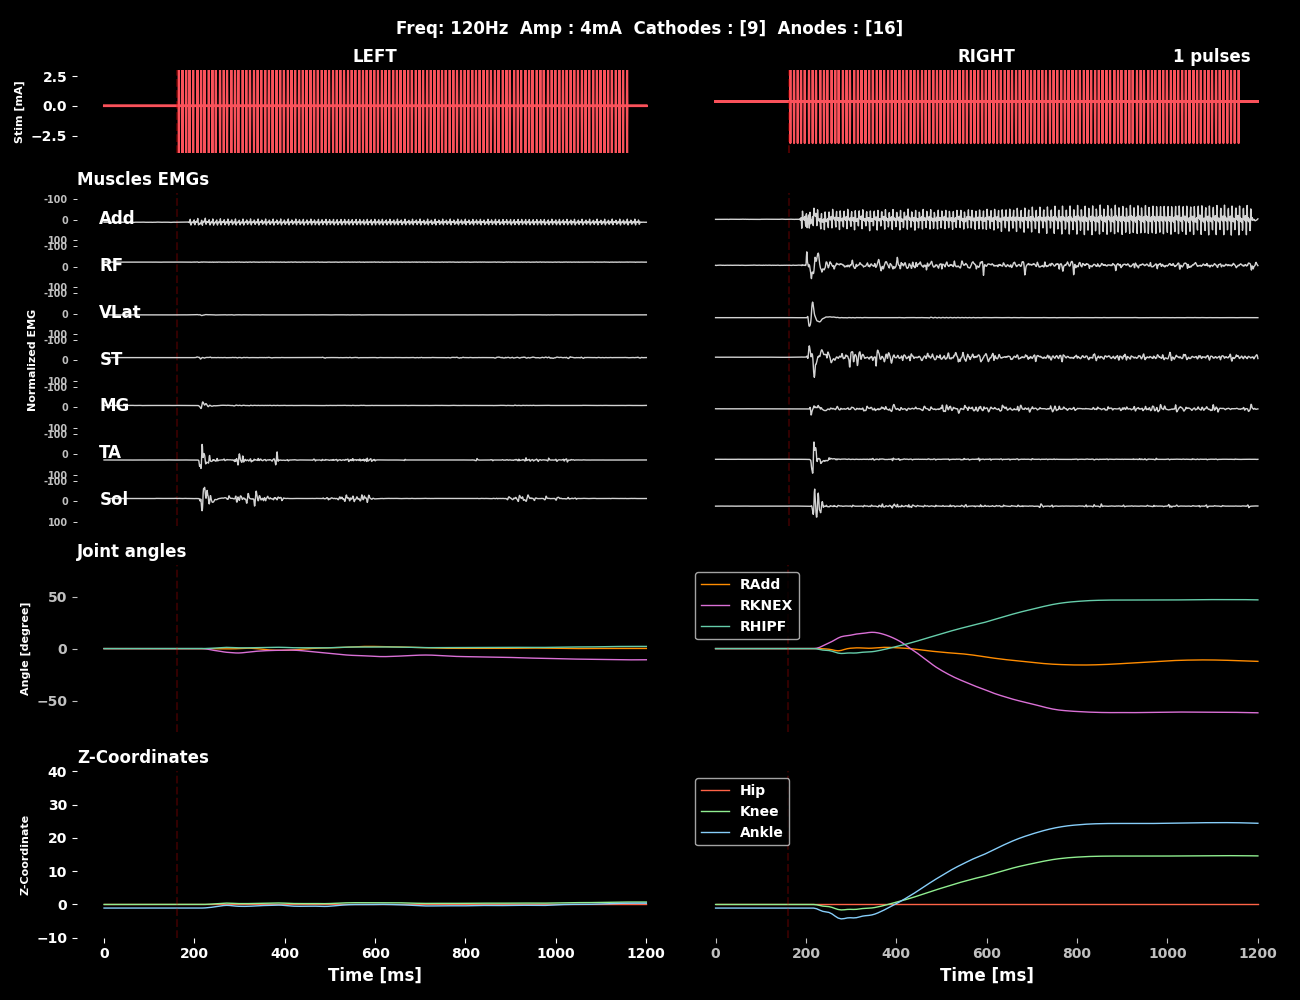 Freq: 120Hz  Amp : 4mA  Cathodes : [9]  Anodes : [16]
LEFT
RIGHT
1 pulses
Stim [mA]
2.5
0.0
−2.5
Muscles EMGs
Normalized EMG
-100
Add
0
100
-100
RF
0
100
-100
VLat
0
100
-100
ST
0
100
-100
MG
0
100
-100
TA
0
100
-100
Sol
0
100
Joint angles
Angle [degree]
50
0
−50
RAdd
RKNEX
RHIPF
Z-Coordinates
Z-Coordinate
40
30
20
10
0
−10
Hip
Knee
Ankle
0 200 400 600 800 1000 1200
0 200 400 600 800 1000 1200
Time [ms]
Time [ms]